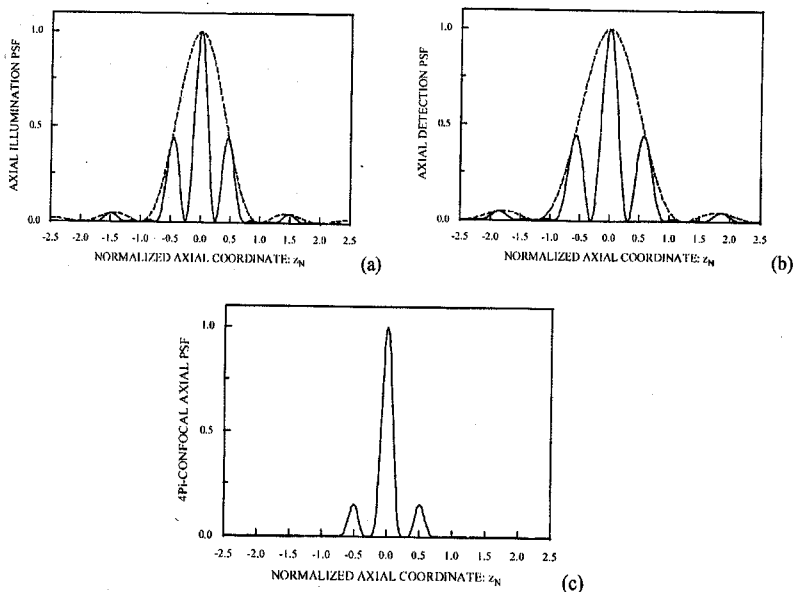 AXIAL ILLUMINATION PSF
1.0
0.5
0.0
-2.5 -2.0 -1.5 -1.0 -0.5 0.0 0.5 1.0 1.5 2.0 2.5
NORMALIZED AXIAL COORDINATE: zN
(a)
AXIAL DETECTION PSF
1.0
0.5
0.0
-2.5 -2.0 -1.5 -1.0 -0.5 0.0 0.5 1.0 1.5 2.0 2.5
NORMALIZED AXIAL COORDINATE: zN
(b)
4Pi-CONFOCAL AXIAL PSF
1.0
0.5
0.0
-2.5 -2.0 -1.5 -1.0 -0.5 0.0 0.5 1.0 1.5 2.0 2.5
NORMALIZED AXIAL COORDINATE: zN
(c)